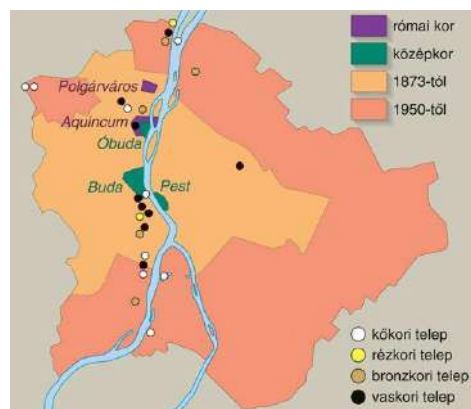 római kor
középkor
1873-tól
1950-től
Polgárváros
Aquincum
Óbuda
Buda
Pest
kőkori telep
rézkori telep
bronzkori telep
vaskori telep